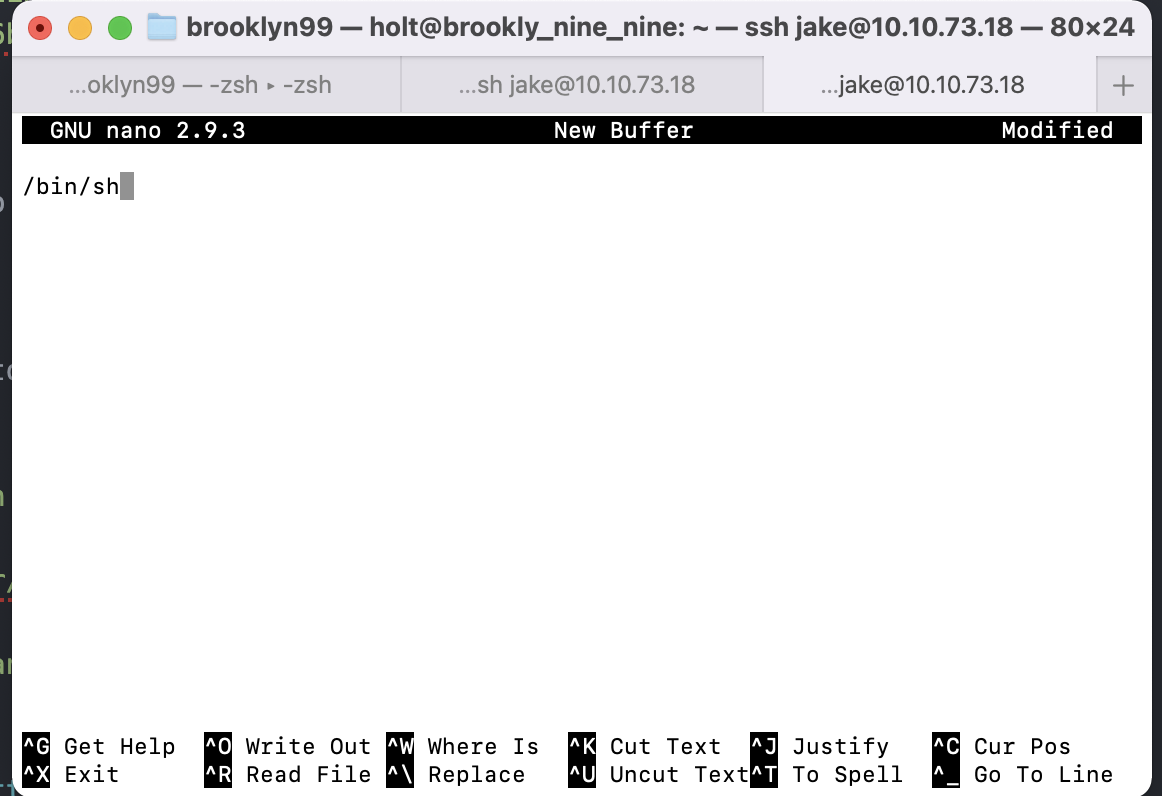 brooklyn99 — holt@brookly_nine_nine: ~ — ssh jake@10.10.73.18 — 80×24
...oklyn99 — -zsh ▸ -zsh ...sh jake@10.10.73.18 ...jake@10.10.73.18 +
GNU nano 2.9.3 New Buffer Modified
/bin/sh
^G Get Help ^O Write Out ^W Where Is ^K Cut Text ^J Justify ^C Cur Pos
^X Exit ^R Read File ^\ Replace ^U Uncut Text ^T To Spell ^_ Go To Line